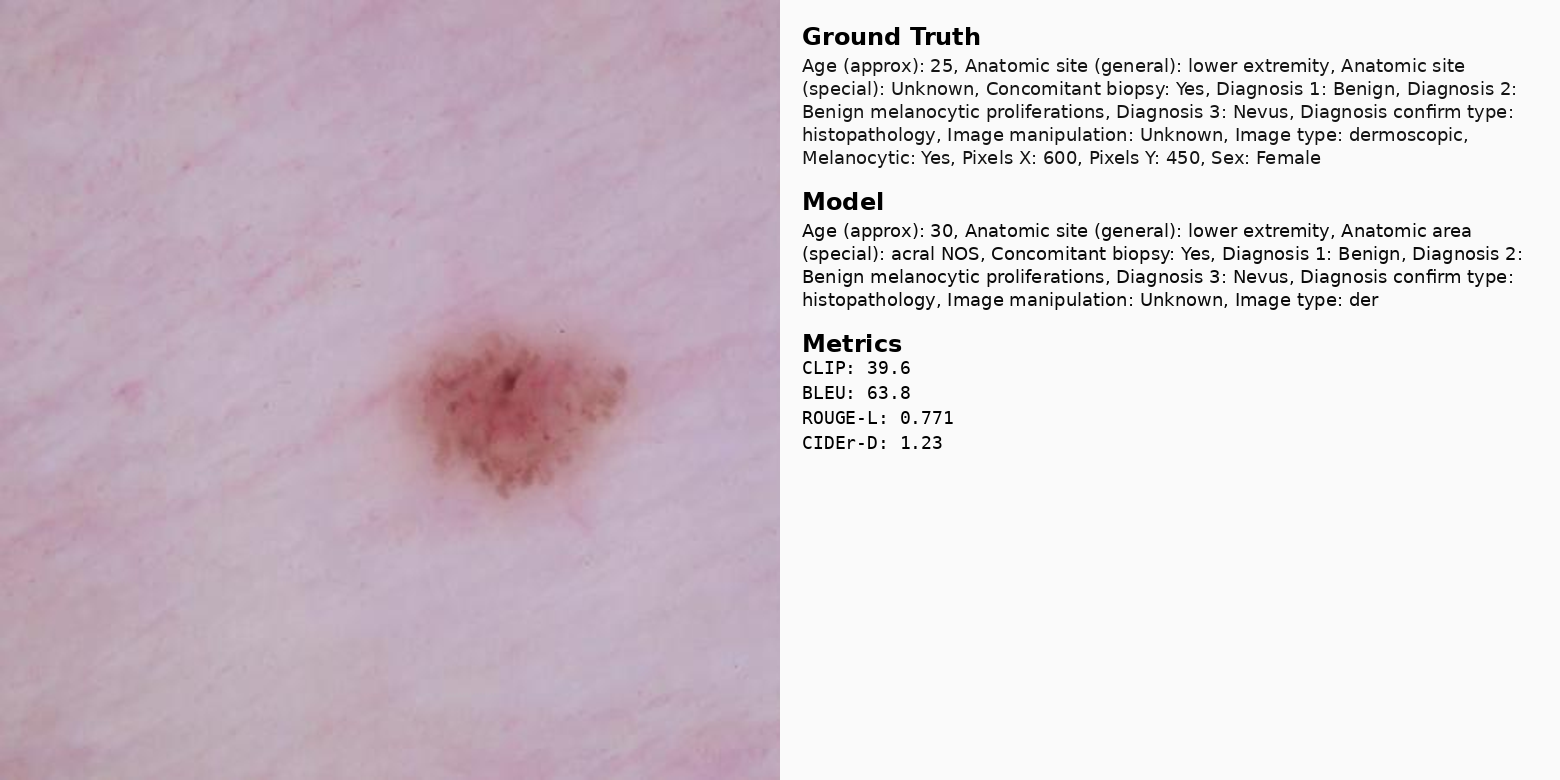 Ground Truth
Age (approx): 25, Anatomic site (general): lower extremity, Anatomic site
(special): Unknown, Concomitant biopsy: Yes, Diagnosis 1: Benign, Diagnosis 2:
Benign melanocytic proliferations, Diagnosis 3: Nevus, Diagnosis confirm type:
histopathology, Image manipulation: Unknown, Image type: dermoscopic,
Melanocytic: Yes, Pixels X: 600, Pixels Y: 450, Sex: Female
Model
Age (approx): 30, Anatomic site (general): lower extremity, Anatomic area
(special): acral NOS, Concomitant biopsy: Yes, Diagnosis 1: Benign, Diagnosis 2:
Benign melanocytic proliferations, Diagnosis 3: Nevus, Diagnosis confirm type:
histopathology, Image manipulation: Unknown, Image type: der
Metrics
CLIP: 39.6
BLEU: 63.8
ROUGE-L: 0.771
CIDEr-D: 1.23